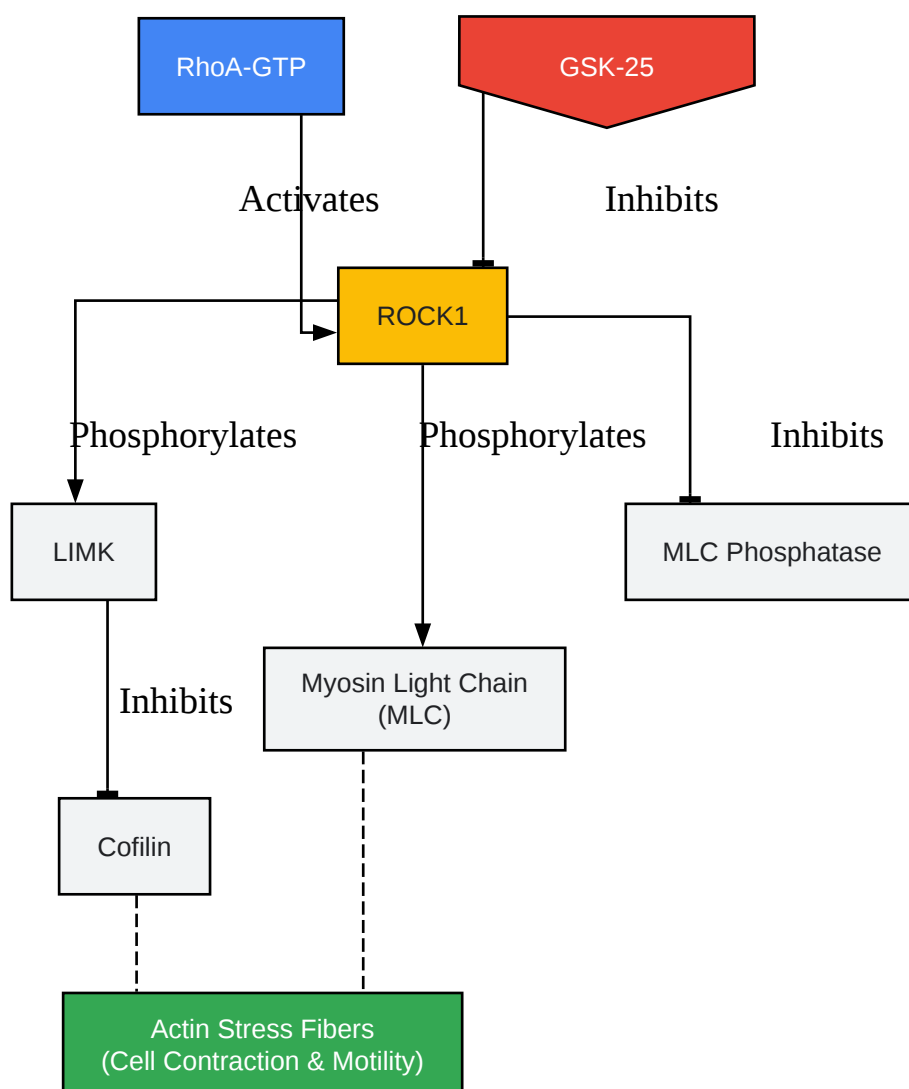 RhoA-GTP
GSK-25
Activates
Inhibits
ROCK1
Phosphorylates
Phosphorylates
Inhibits
LIMK
MLC Phosphatase
Myosin Light Chain
(MLC)
Inhibits
Cofilin
Actin Stress Fibers
(Cell Contraction & Motility)